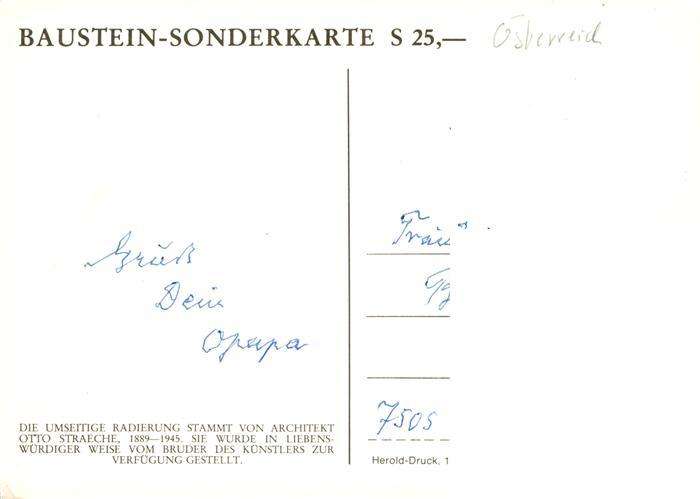 BAUSTEIN-SONDERKARTE S 25,—
Österreich
Gruß
Dein
Opapa
7505
DIE UMSEITIGE RADIERUNG STAMMT VON ARCHITEKT
OTTO STRAECHE, 1889—1945. SIE WURDE IN LIEBENS-
WÜRDIGER WEISE VOM BRUDER DES KÜNSTLERS ZUR
VERFÜGUNG GESTELLT.
Herold-Druck, 1